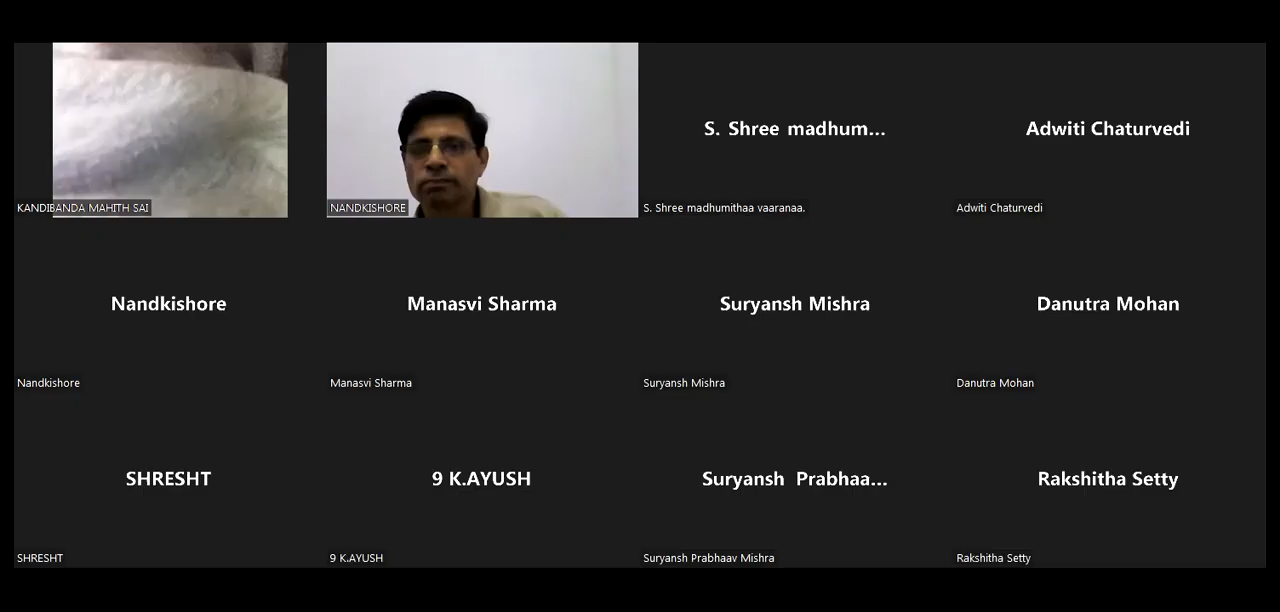 KANDIBANDA MAHITH SAI
NANDKISHORE
S. Shree madhum...
S. Shree madhumithaa vaaranaa.
Adwiti Chaturvedi
Adwiti Chaturvedi
Nandkishore
Nandkishore
Manasvi Sharma
Manasvi Sharma
Suryansh Mishra
Suryansh Mishra
Danutra Mohan
Danutra Mohan
SHRESHT
SHRESHT
9 K.AYUSH
9 K.AYUSH
Suryansh Prabhaa...
Suryansh Prabhaav Mishra
Rakshitha Setty
Rakshitha Setty